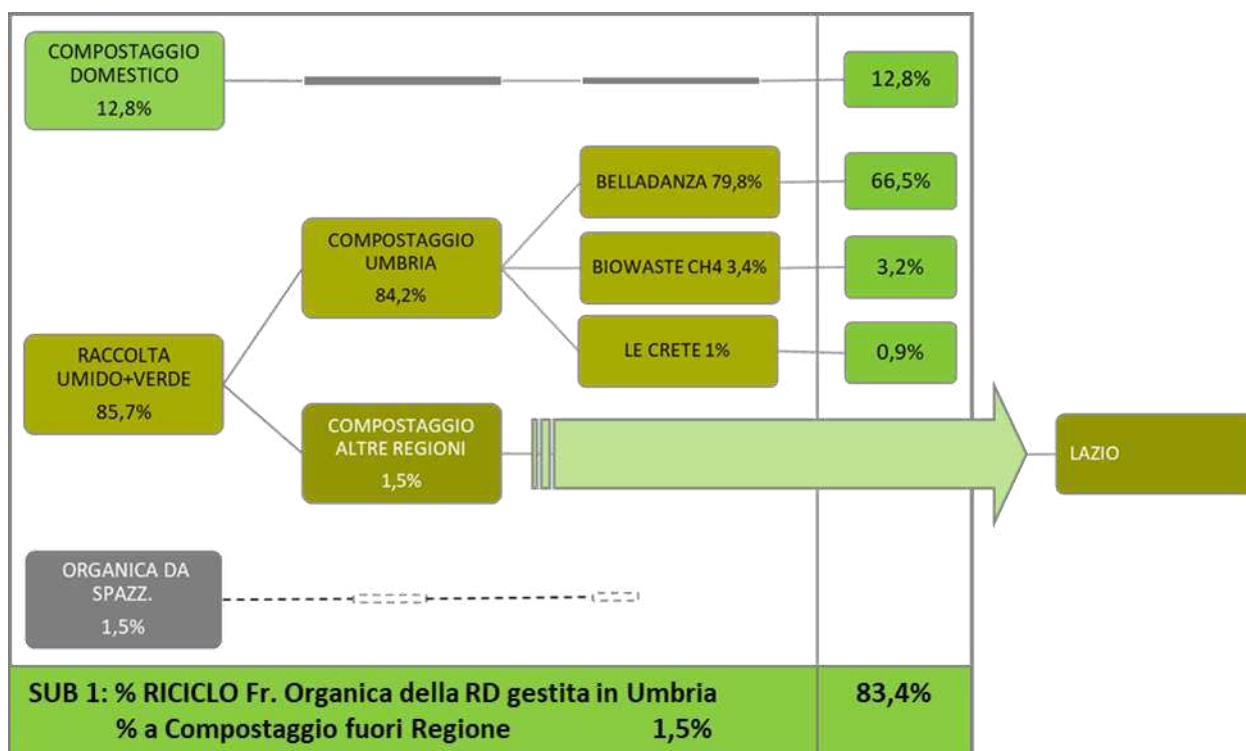 COMPOSTAGGIO
DOMESTICO
12,8%
12,8%
BELLADANZA 79,8%
66,5%
COMPOSTAGGIO
UMBRIA
84,2%
BIOWASTE CH4 3,4%
3,2%
LE CRETE 1%
0,9%
RACCOLTA
UMIDO+VERDE
85,7%
COMPOSTAGGIO
ALTRE REGIONI
1,5%
LAZIO
ORGANICA DA
SPAZZ.
1,5%
SUB 1: % RICICLO Fr. Organica della RD gestita in Umbria 83,4%
% a Compostaggio fuori Regione 1,5%